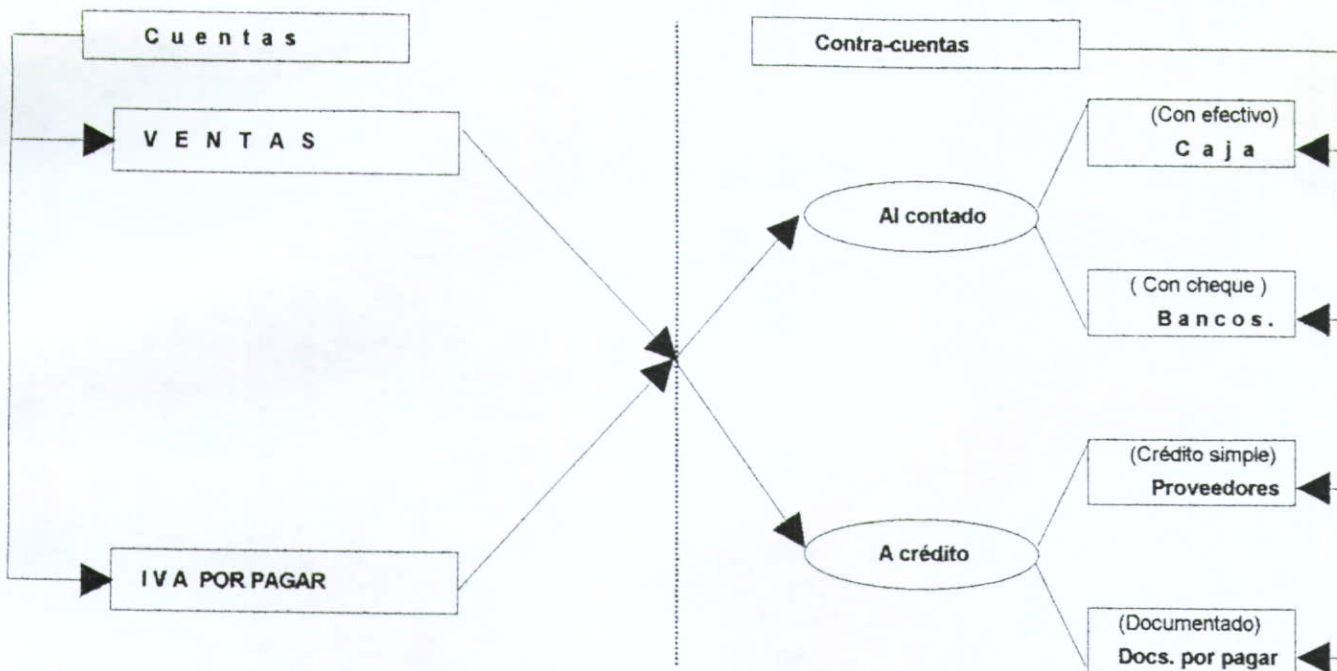 Cuentas
VENTAS
IVA POR PAGAR
Contra-cuentas
Al contado
(Con efectivo)
Caja
( Con cheque )
Bancos.
A crédito
(Crédito simple)
Proveedores
(Documentado)
Docs. por pagar